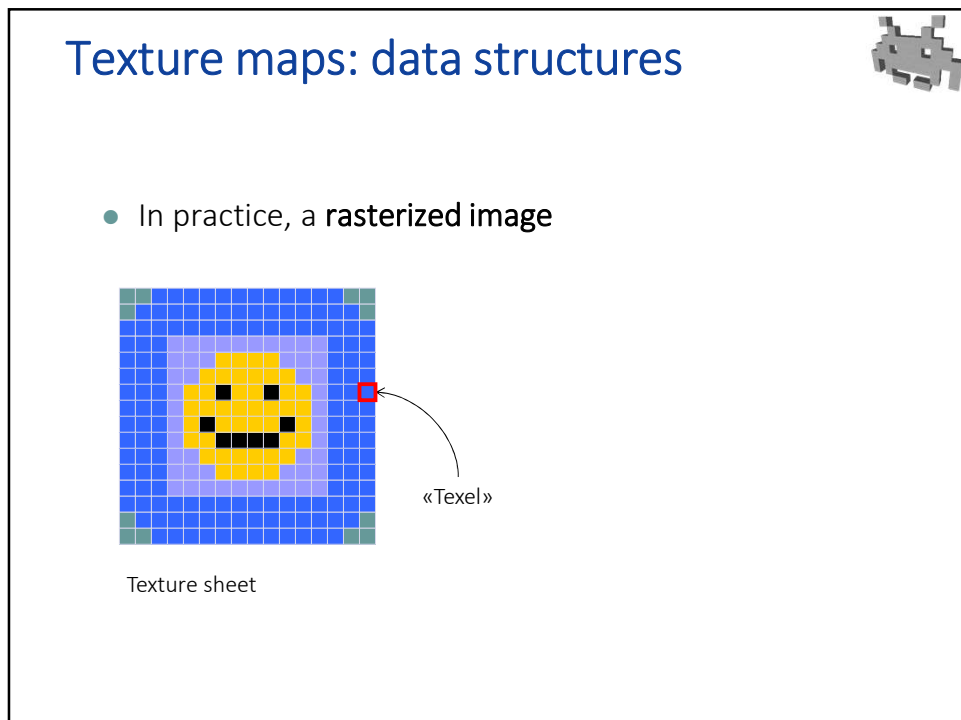 Texture maps: data structures
In practice, a rasterized image
«Texel»
Texture sheet